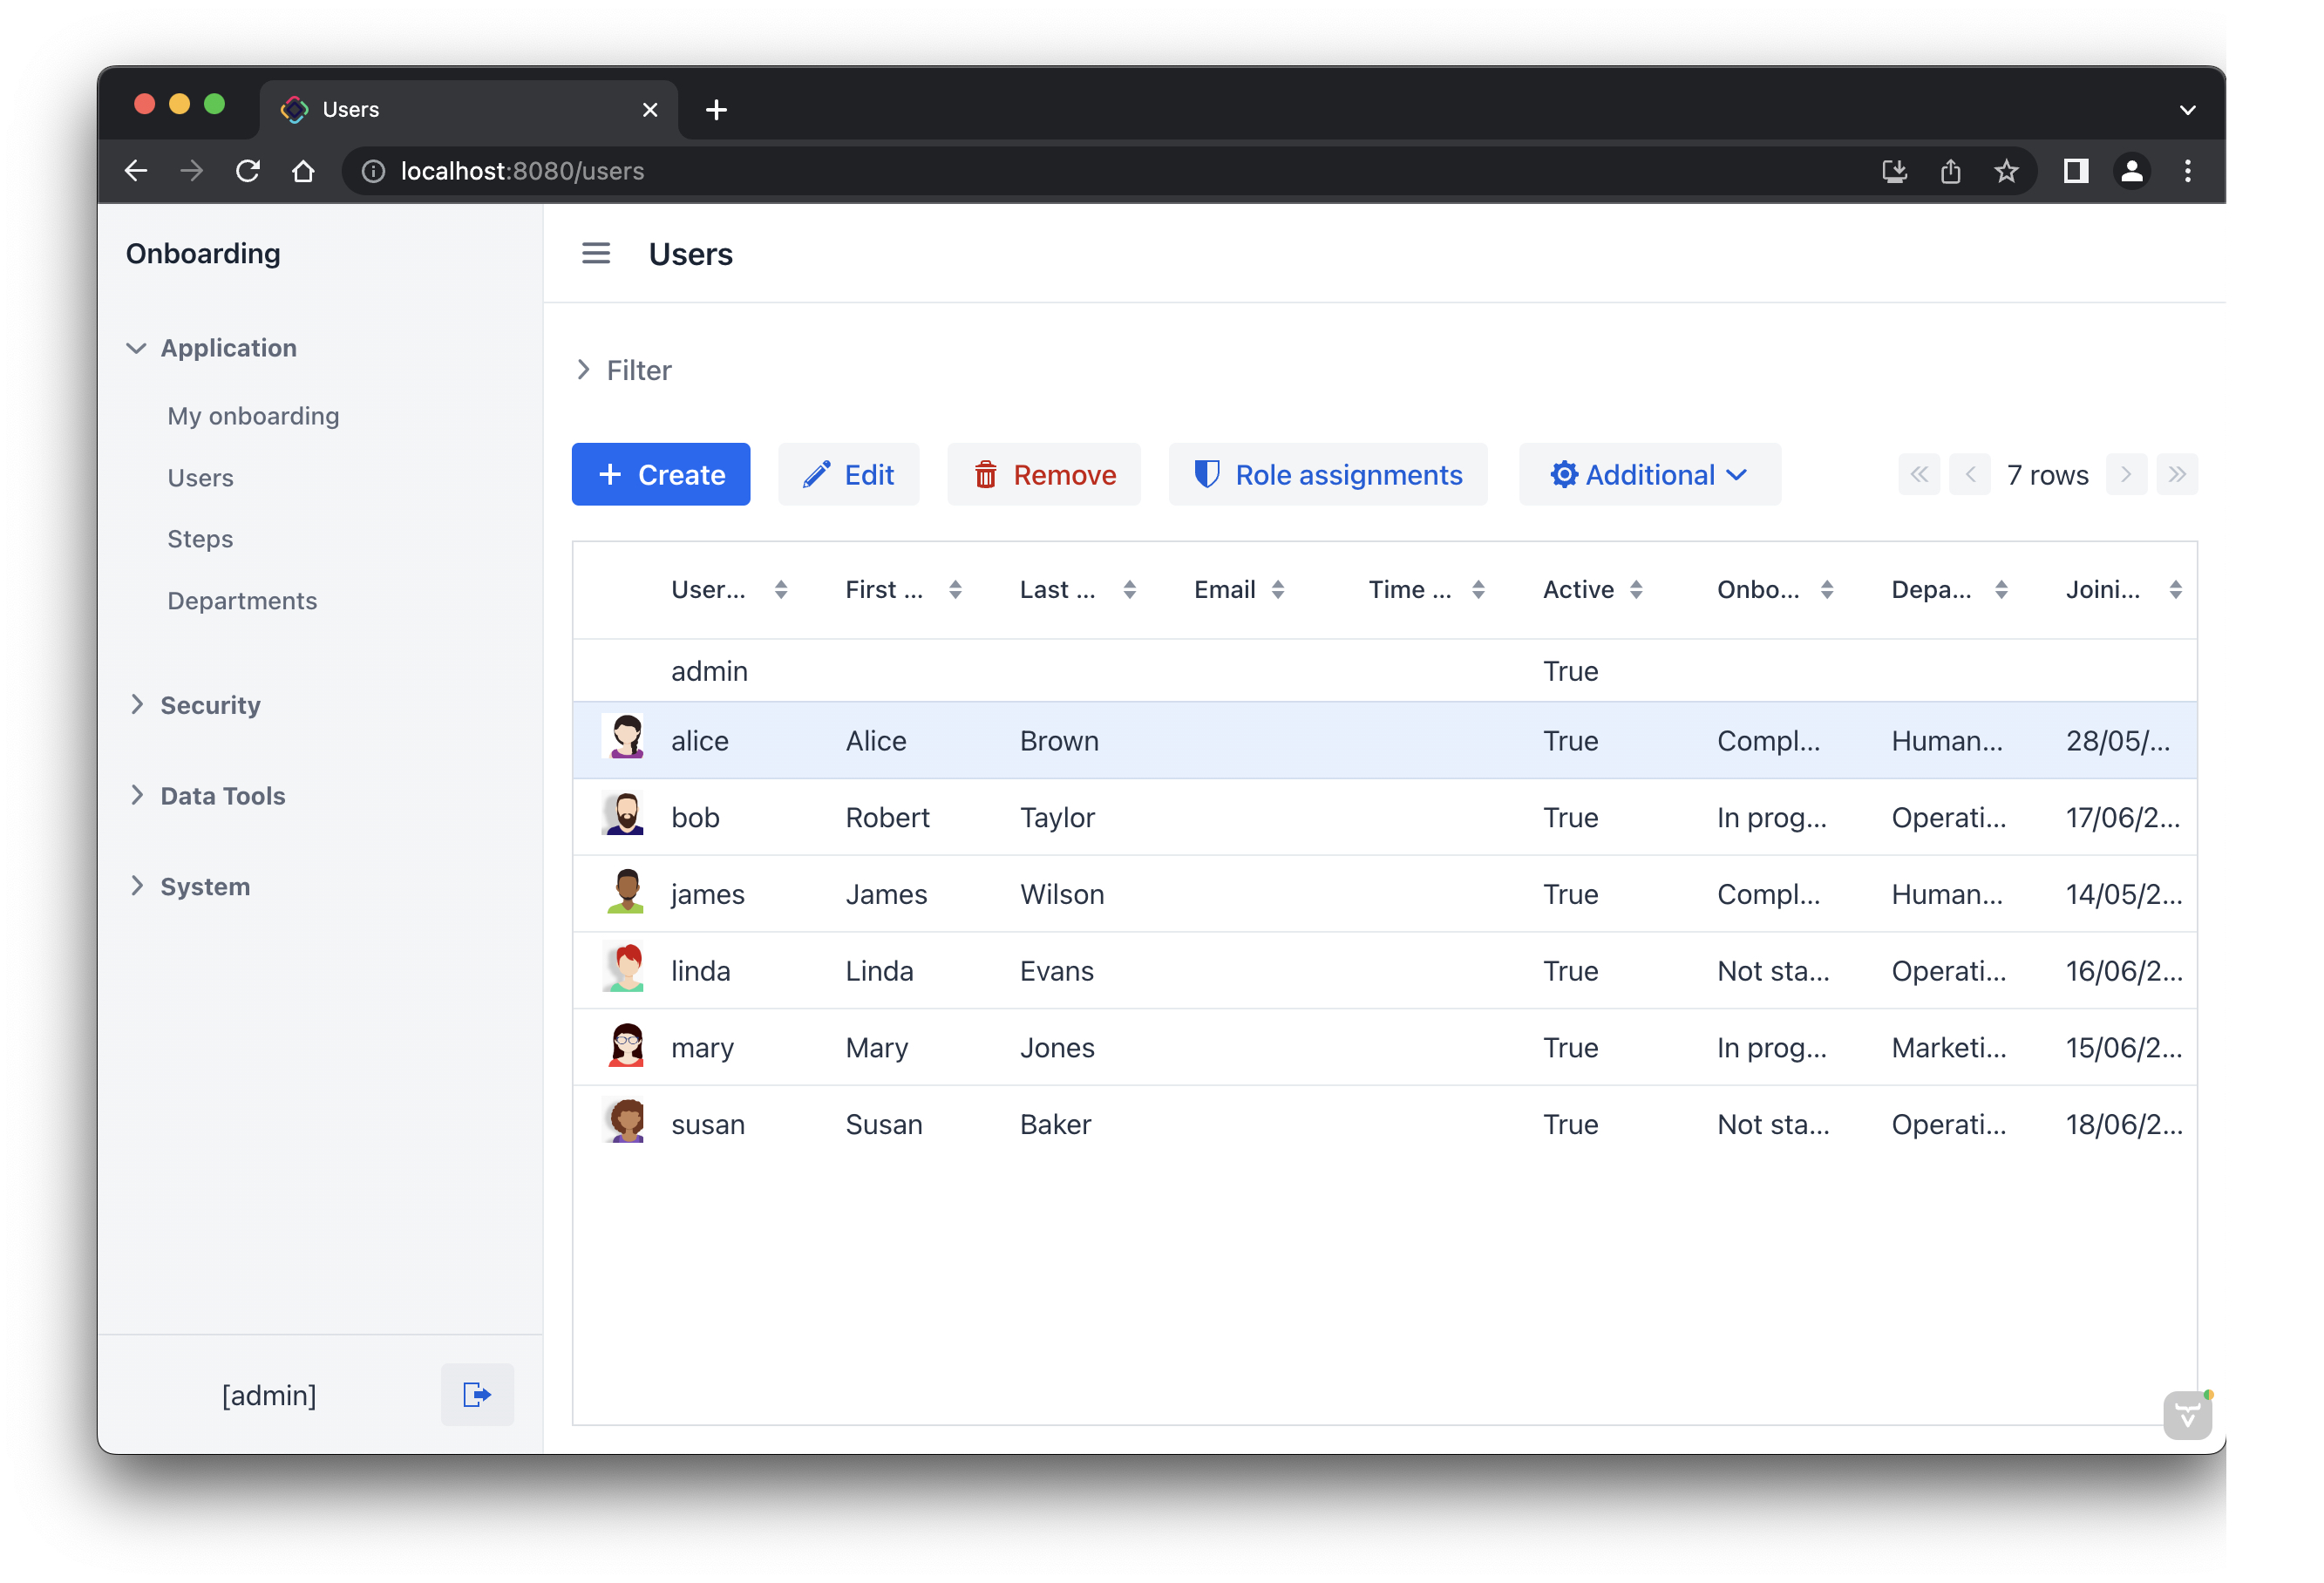 Users
localhost:8080/users
Onboarding
Application
My onboarding
Users
Steps
Departments
Security
Data Tools
System
[admin]
Users
Filter
Create Edit Remove Role assignments Additional 7 rows
User... First ... Last ... Email Time ... Active Onbo... Depa... Joini...
admin True
alice Alice Brown True Compl... Human... 28/05/...
bob Robert Taylor True In prog... Operati... 17/06/2...
james James Wilson True Compl... Human... 14/05/2...
linda Linda Evans True Not sta... Operati... 16/06/2...
mary Mary Jones True In prog... Marketi... 15/06/2...
susan Susan Baker True Not sta... Operati... 18/06/2...